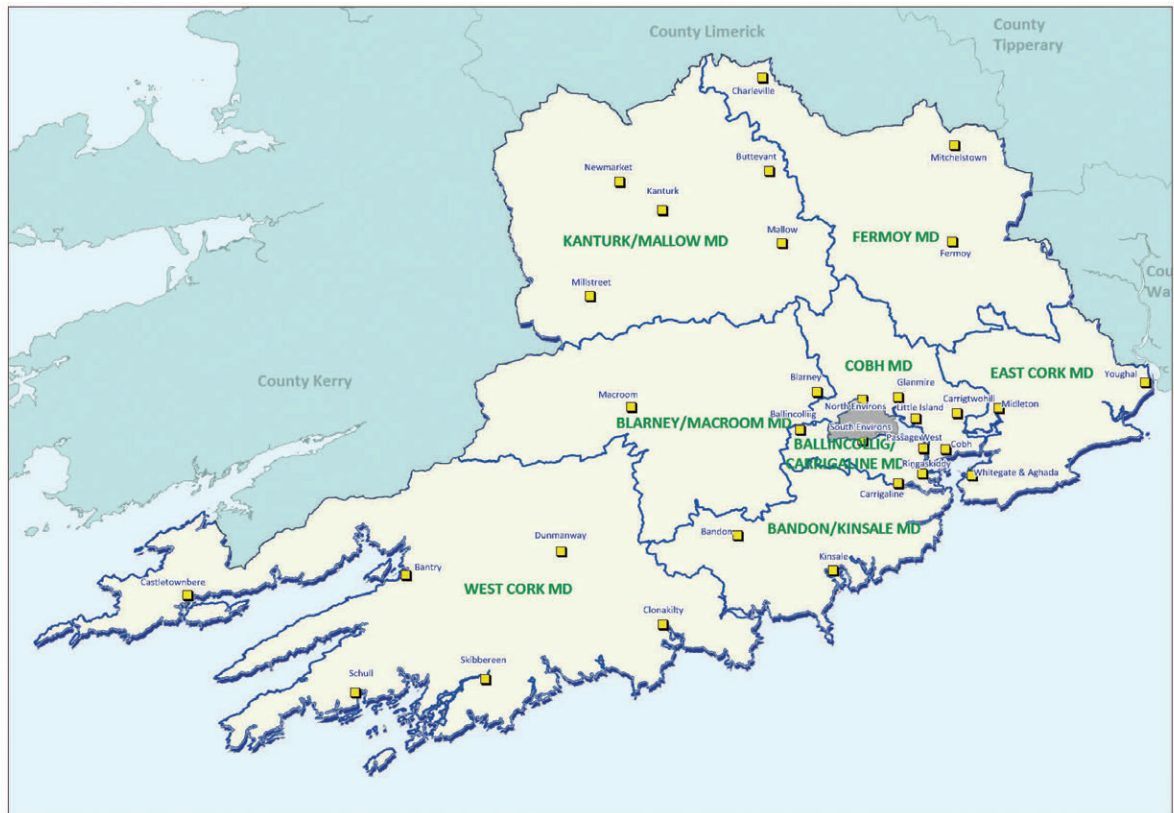 County Limerick
County
Tipperary
Charleville
Mitchelstown
Buttevant
Newmarket
Kanturk
KANTURK/MALLOW MD
Mallow
FERMOY MD
Fermoy
Millstreet
Cou
Wa
County Kerry
COBH MD
EAST CORK MD
Youghal
Blarney
Glanmire
Macroom
North Environs
Little Island
Carrigtwohill
Midleton
BLARNEY/MACROOM MD
Ballincollig
South Environs
Passage West
Cobh
BALLINCOLLIG/
CARRIGALINE MD
Ringaskiddy
Whitegate & Aghada
Carrigaline
BANDON/KINSALE MD
Bandon
Dunmanway
Kinsale
Castletownbere
Bantry
WEST CORK MD
Clonakilty
Skibbereen
Schull